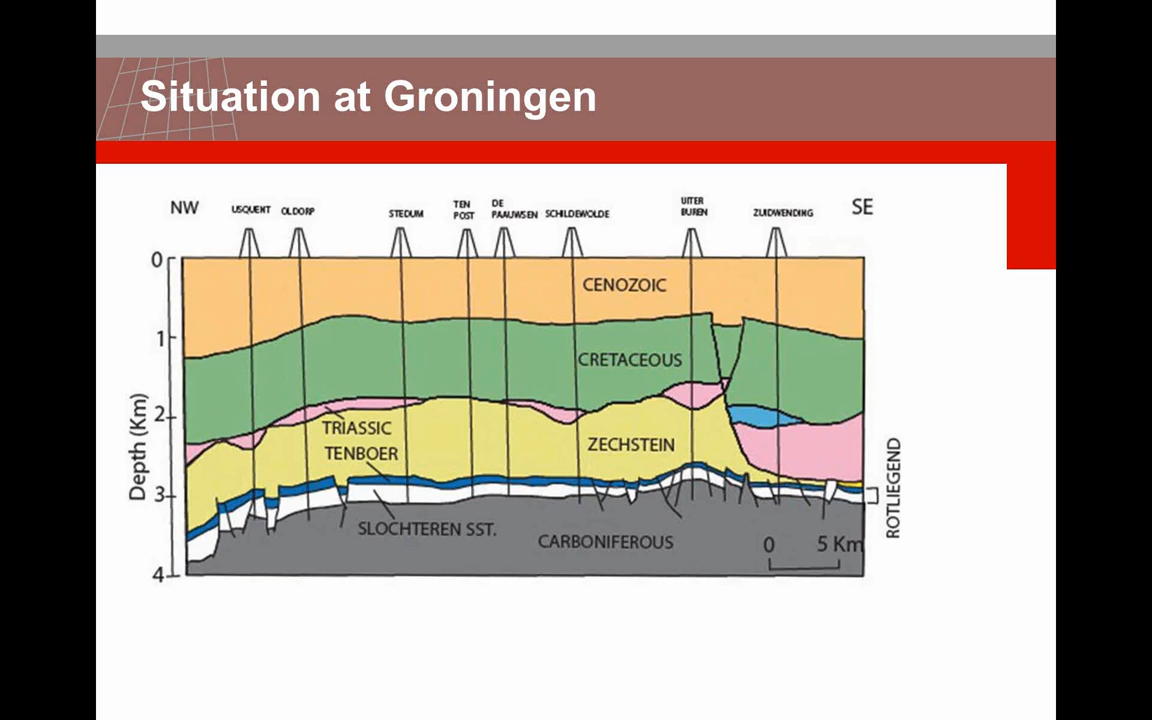 Situation at Groningen
NW
USQUENT
OLDORP
STEDUM
TEN
POST
DE
PAAUWSEN
SCHILDEWOLDE
UITER
BUREN
ZUIDWENDING
SE
0
CENOZOIC
1
CRETACEOUS
2
TRIASSIC
TENBOER
ZECHSTEIN
Depth (Km)
3
ROTLIEGEND
SLOCHTEREN SST.
CARBONIFEROUS
0 5 Km
4